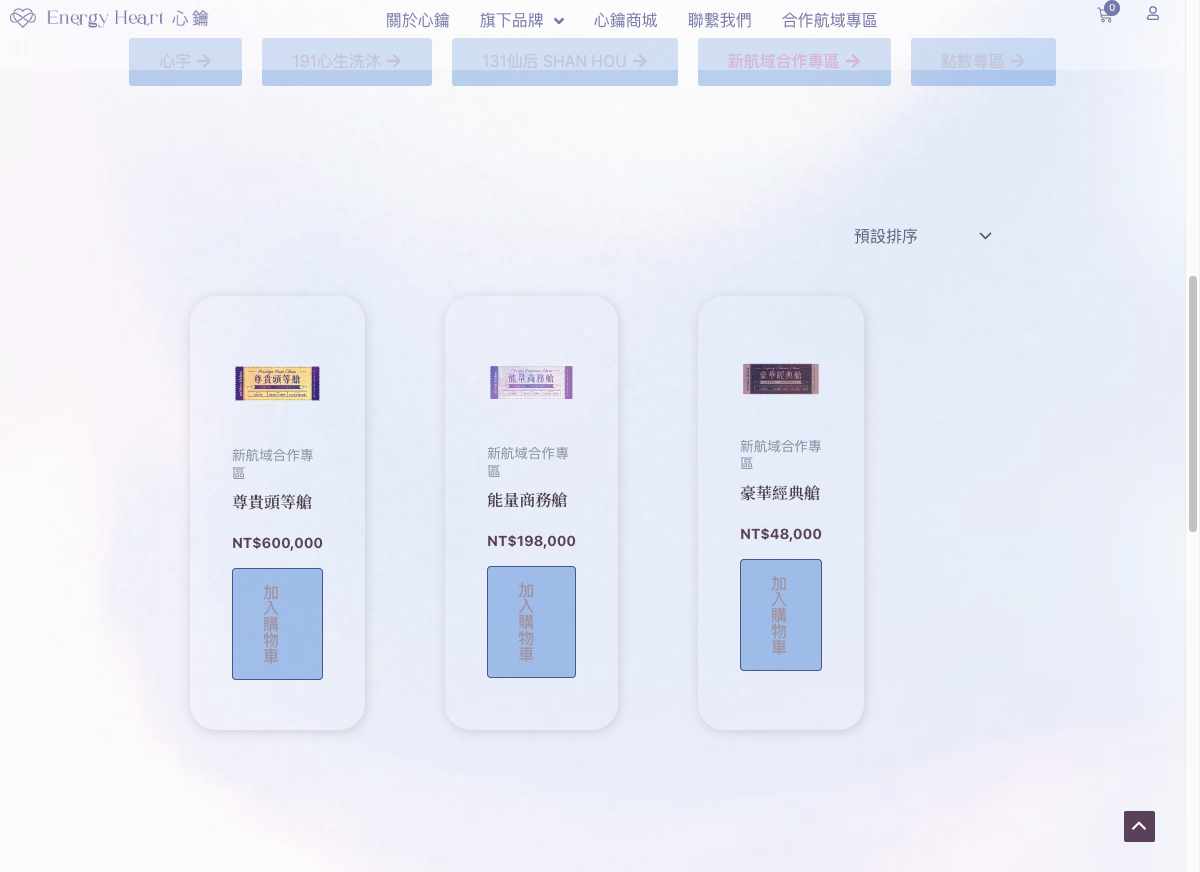 Energy Heart 心鑰
關於心鑰
旗下品牌
心鑰商城
聯繫我們
合作航域專區
0
心宇
191心生洗沐
131仙后 SHAN HOU
新航域合作專區
點數專區
預設排序
尊貴頭等艙
新航域合作專
區
尊貴頭等艙
NT$600,000
加入購物車
能量商務艙
新航域合作專
區
能量商務艙
NT$198,000
加入購物車
豪華經典艙
新航域合作專
區
豪華經典艙
NT$48,000
加入購物車